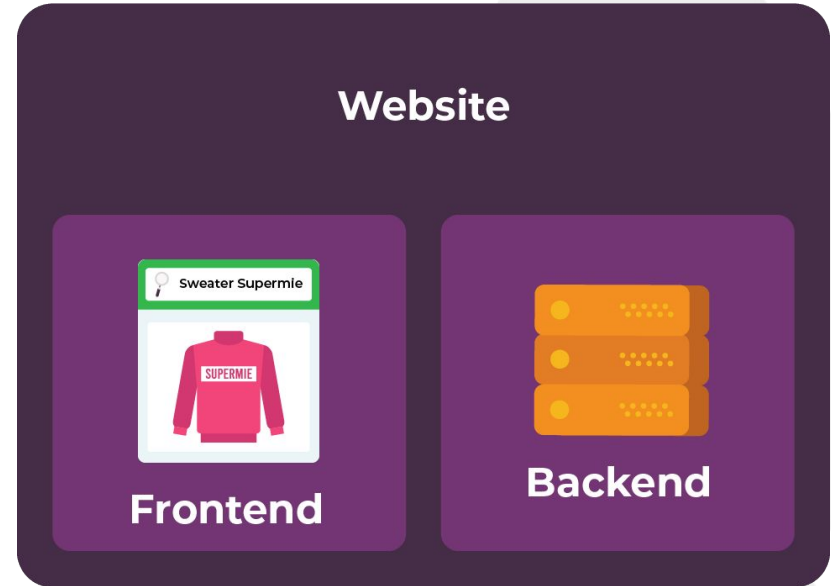 Website
Sweater Supermie
SUPERMIE
Frontend
Backend